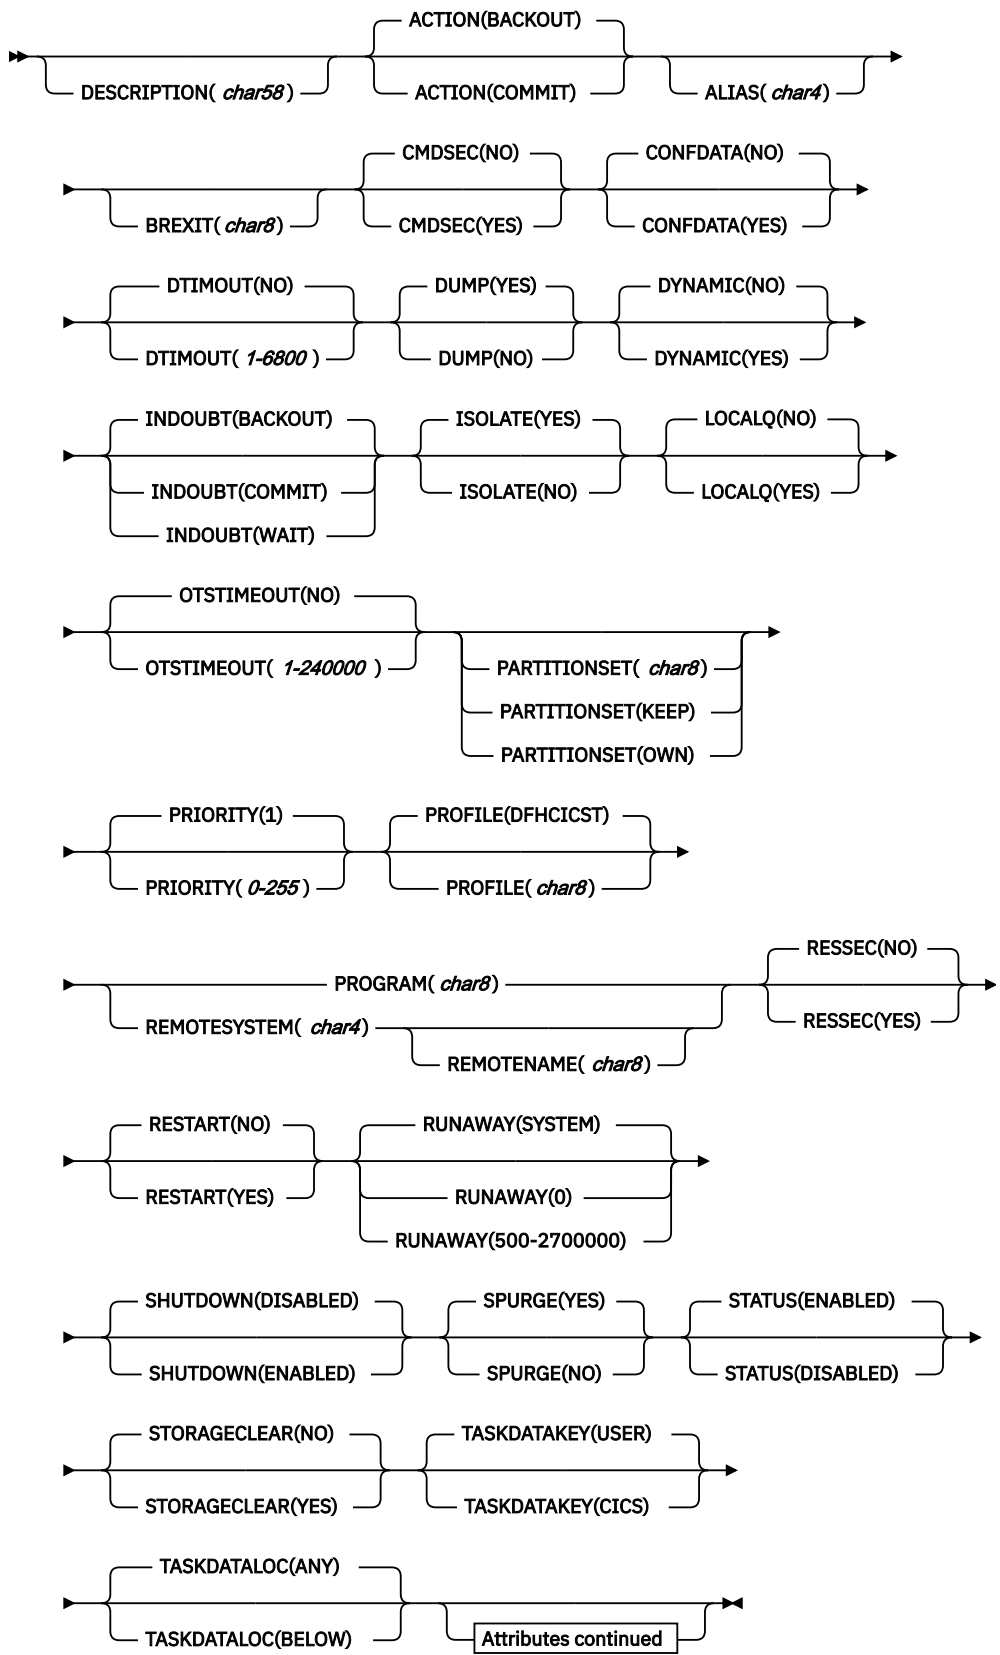 ACTION(BACKOUT)
DESCRIPTION( char58 ) ACTION(COMMIT) ALIAS( char4 )
CMDSEC(NO) CONFDATA(NO)
BREXIT( char8 ) CMDSEC(YES) CONFDATA(YES)
DTIMOUT(NO) DUMP(YES) DYNAMIC(NO)
DTIMOUT( 1-6800 ) DUMP(NO) DYNAMIC(YES)
INDOUBT(BACKOUT) ISOLATE(YES) LOCALQ(NO)
INDOUBT(COMMIT) ISOLATE(NO) LOCALQ(YES)
INDOUBT(WAIT)
OTSTIMEOUT(NO)
OTSTIMEOUT( 1-240000 ) PARTITIONSET( char8 )
PARTITIONSET(KEEP)
PARTITIONSET(OWN)
PRIORITY(1) PROFILE(DFHCICST)
PRIORITY( 0-255 ) PROFILE( char8 )
RESSEC(NO)
PROGRAM( char8 )
REMOTESYSTEM( char4 ) RESSEC(YES)
REMOTENAME( char8 )
RESTART(NO) RUNAWAY(SYSTEM)
RESTART(YES) RUNAWAY(0)
RUNAWAY(500-2700000)
SHUTDOWN(DISABLED) SPURGE(YES) STATUS(ENABLED)
SHUTDOWN(ENABLED) SPURGE(NO) STATUS(DISABLED)
STORAGECLEAR(NO) TASKDATAKEY(USER)
STORAGECLEAR(YES) TASKDATAKEY(CICS)
TASKDATALOC(ANY)
TASKDATALOC(BELOW) Attributes continued